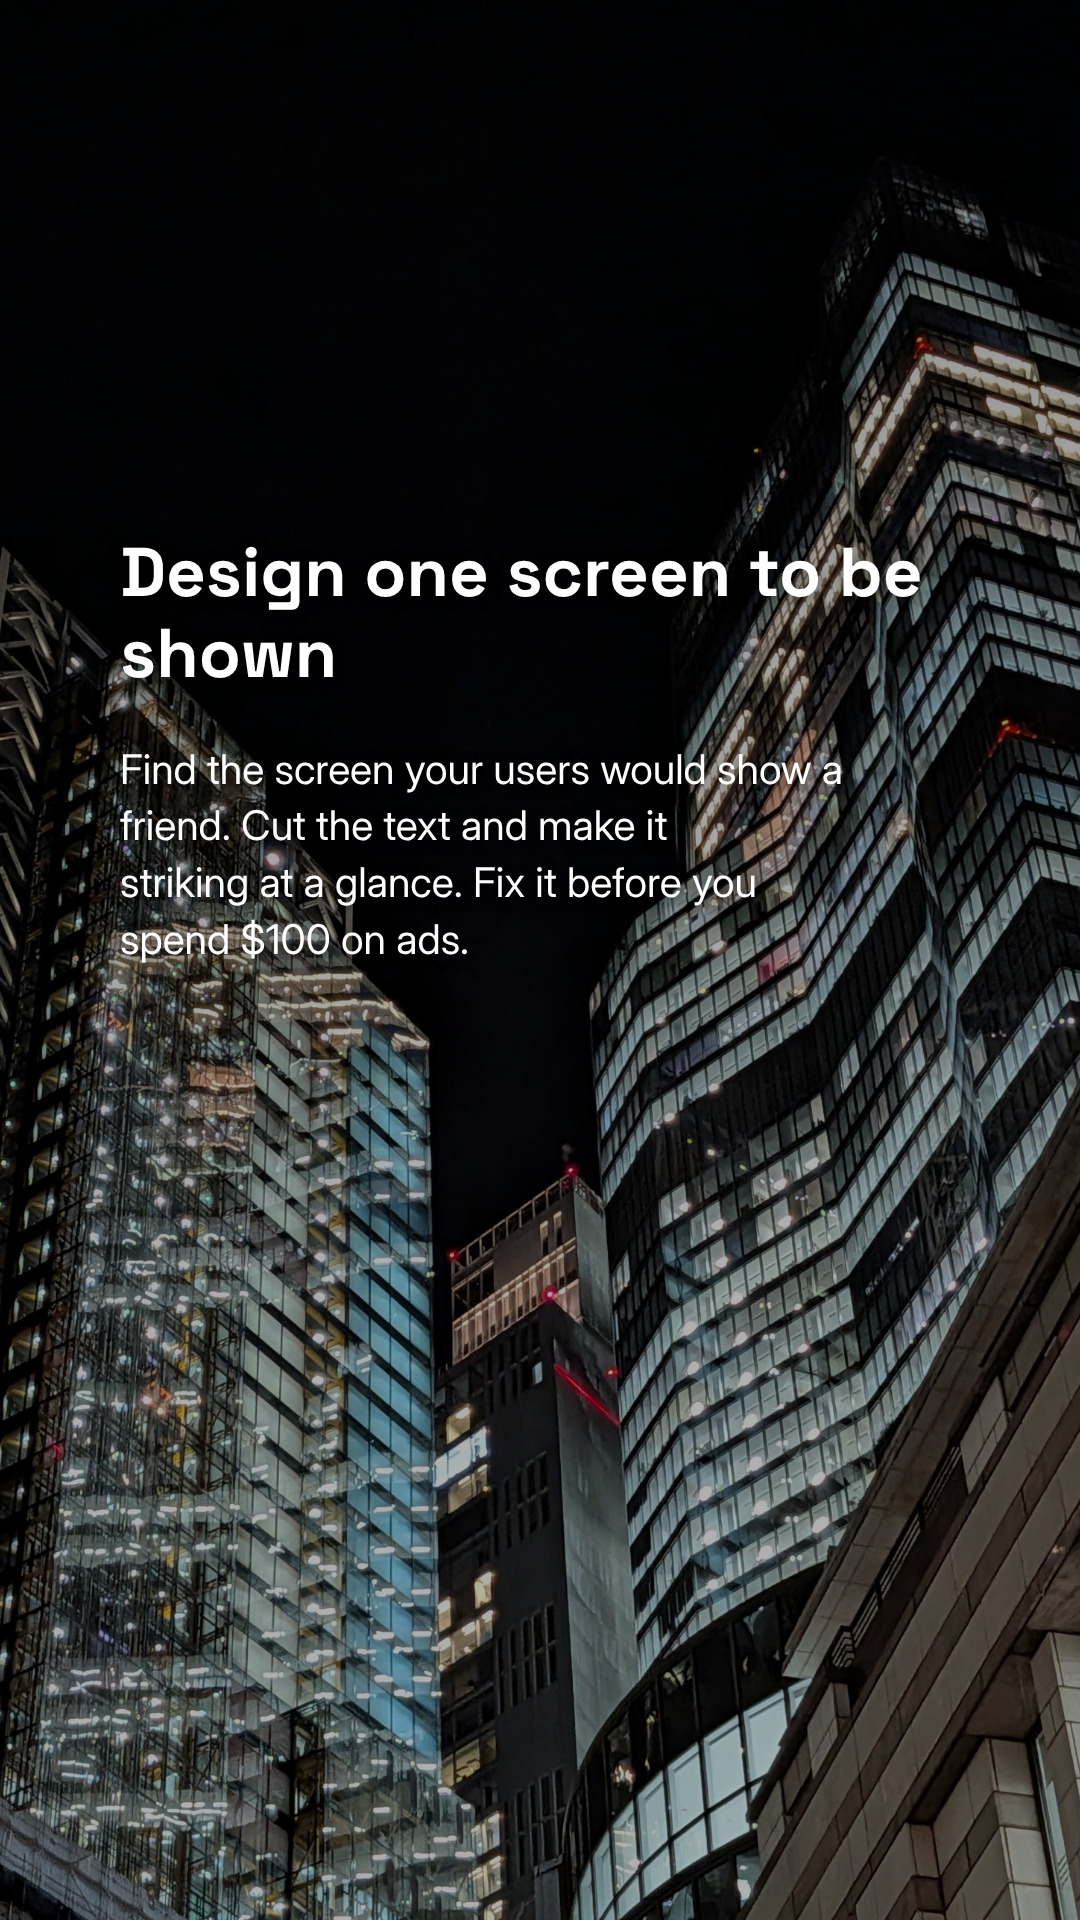 Design one screen to be
shown
Find the screen your users would show a
friend. Cut the text and make it
striking at a glance. Fix it before you
spend $100 on ads.